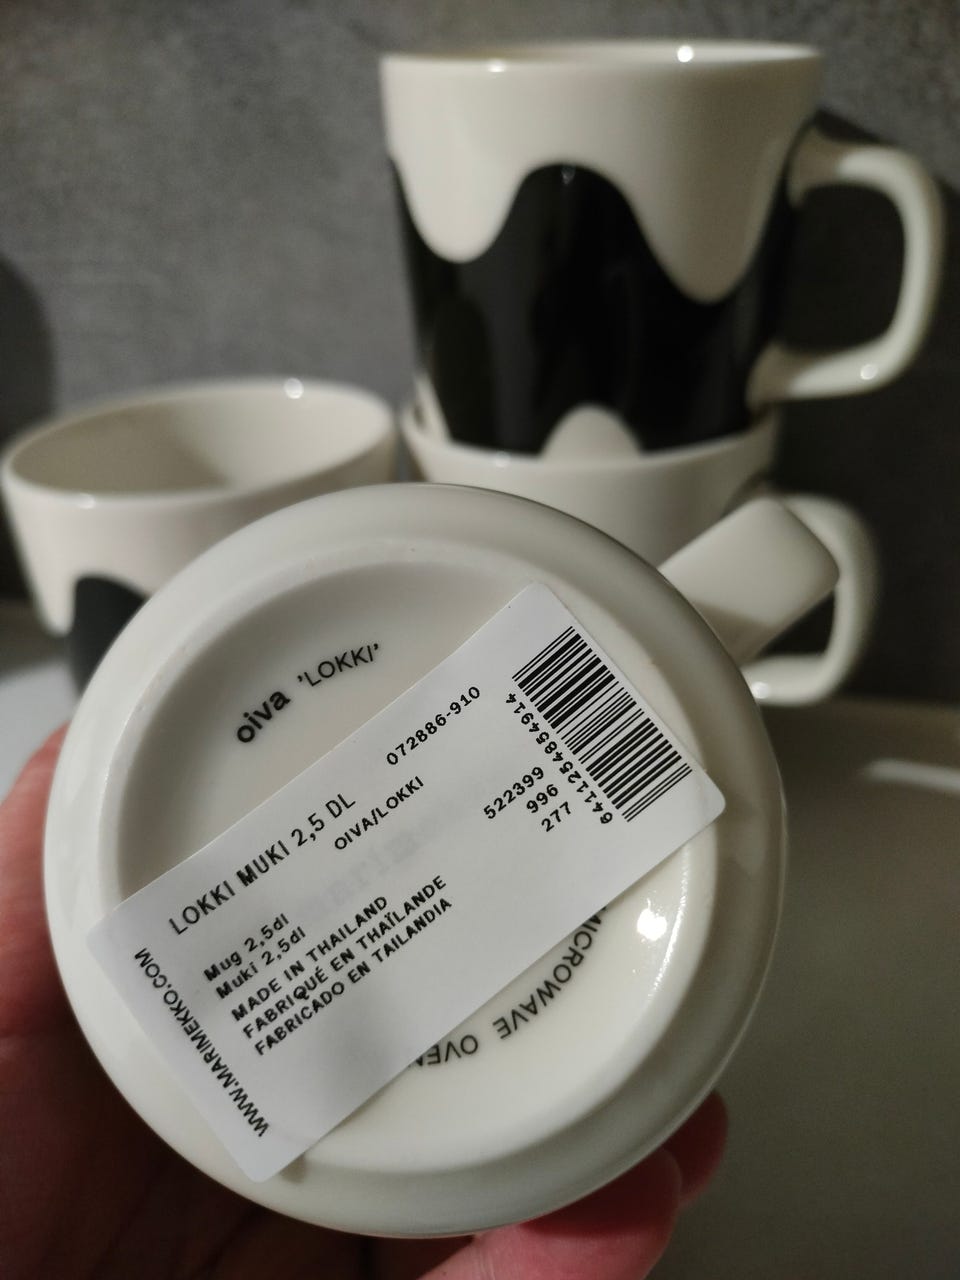 oiva 'LOKKI'
072886-910
LOKKI MUKI 2,5 DL
OIVA/LOKKI
522399
996
277
6411254854914
Mug 2,5dl
Muki 2,5dl
MADE IN THAILAND
FABRIQUÉ EN THAÏLANDE
FABRICADO EN TAILANDIA
WWW.MARIMEKKO.COM
MICROWAVE OVEN